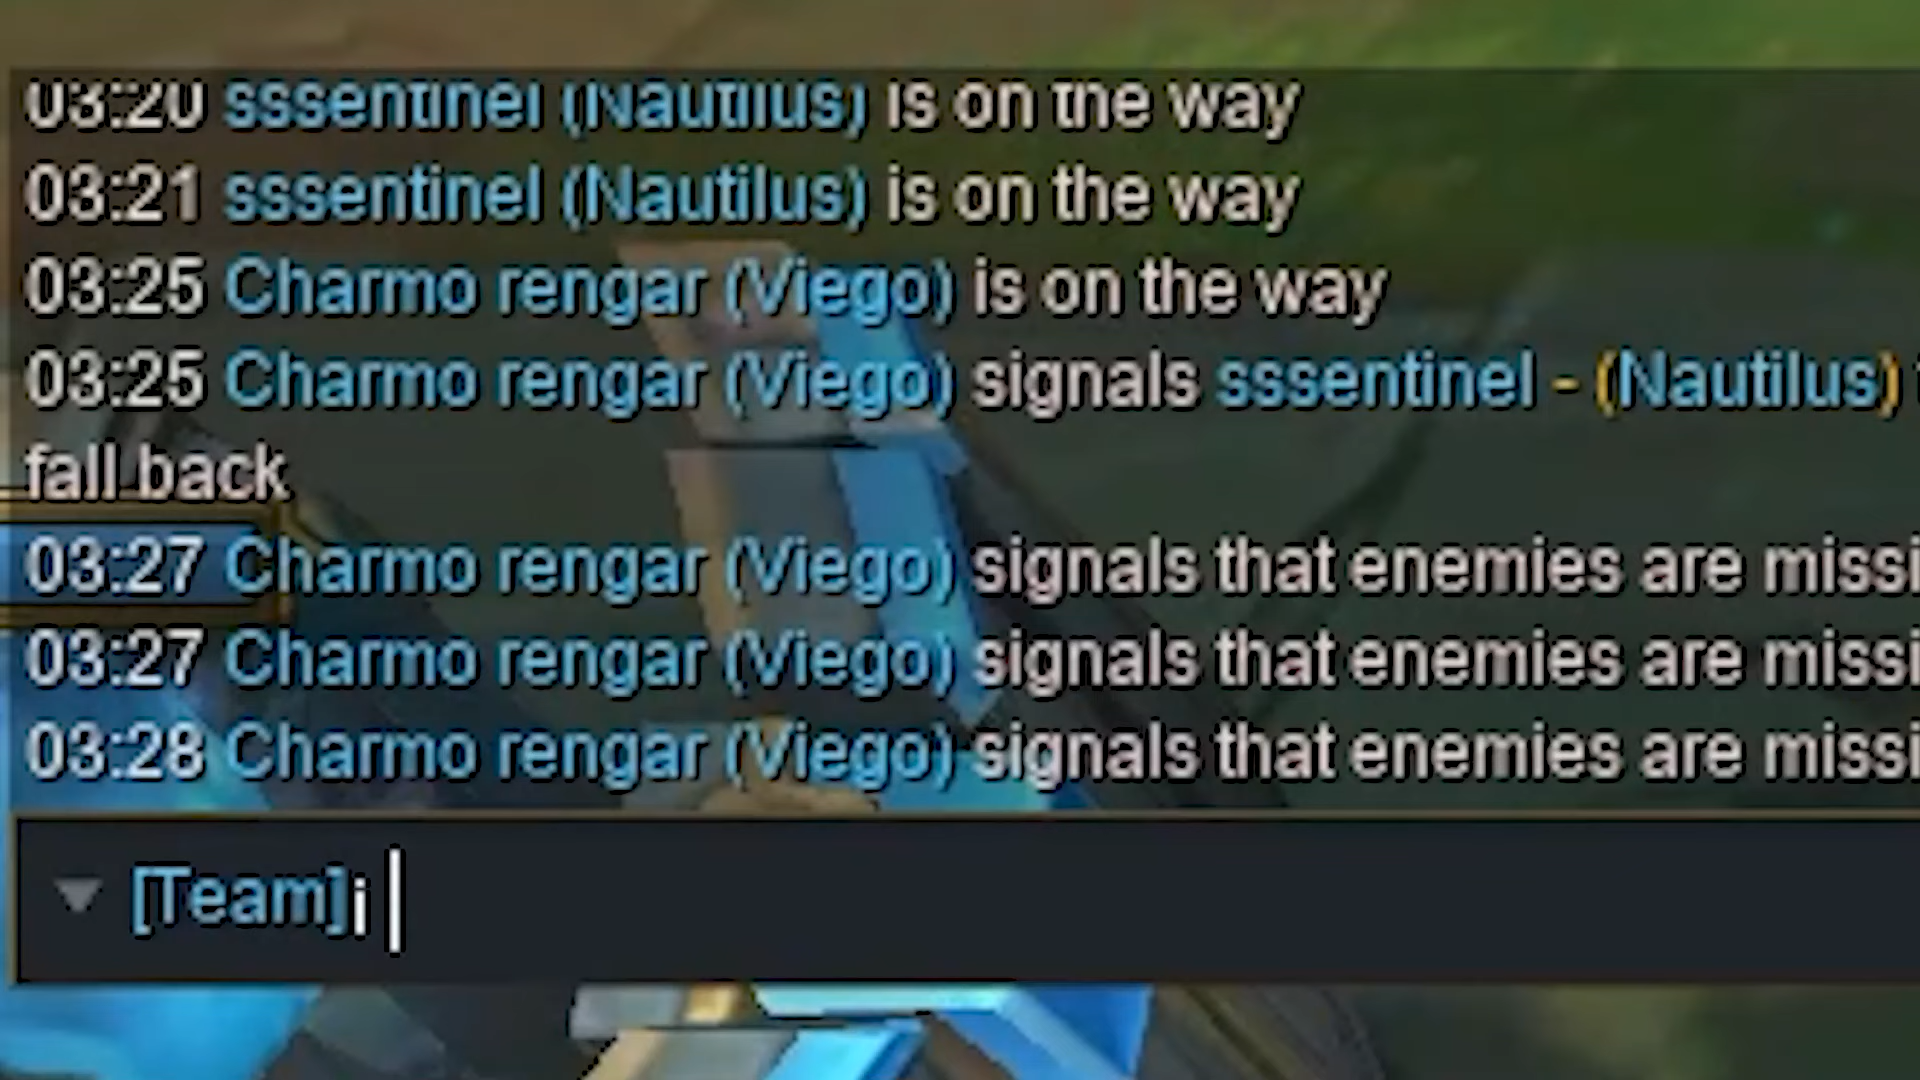 03:20 sssentinel (Nautilus) is on the way
03:21 sssentinel (Nautilus) is on the way
03:25 Charmo rengar (Viego) is on the way
03:25 Charmo rengar (Viego) signals sssentinel - (Nautilus)
fall back
03:27 Charmo rengar (Viego) signals that enemies are missi
03:27 Charmo rengar (Viego) signals that enemies are missi
03:28 Charmo rengar (Viego) signals that enemies are missi
[Team]i